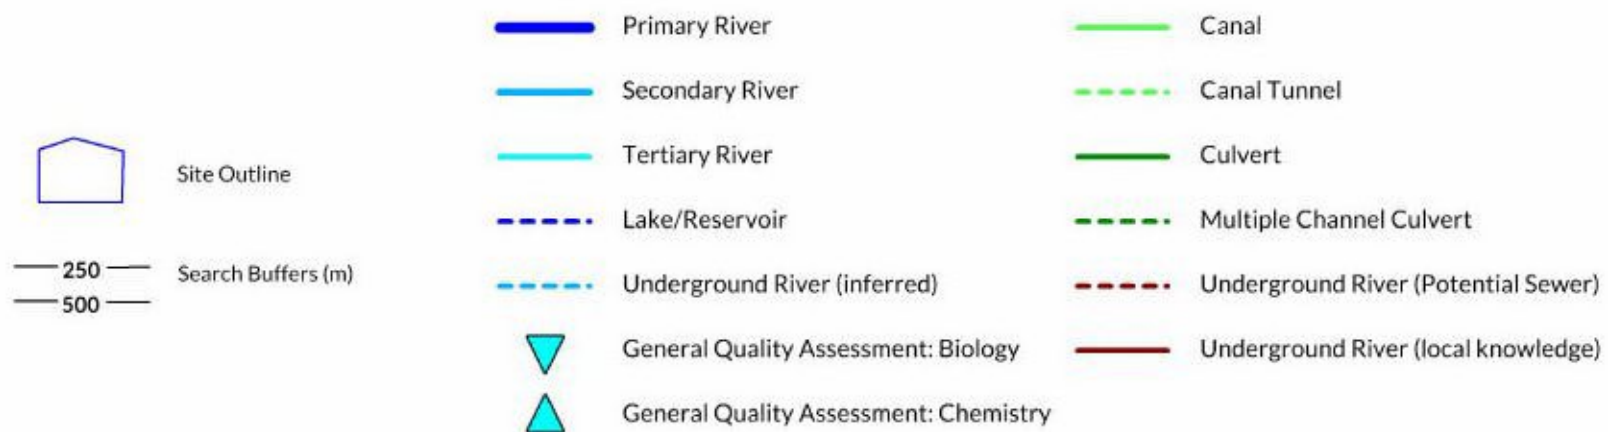 Site Outline
250
500
Search Buffers (m)
Primary River
Secondary River
Tertiary River
Lake/Reservoir
Underground River (inferred)
General Quality Assessment: Biology
General Quality Assessment: Chemistry
Canal
Canal Tunnel
Culvert
Multiple Channel Culvert
Underground River (Potential Sewer)
Underground River (local knowledge)